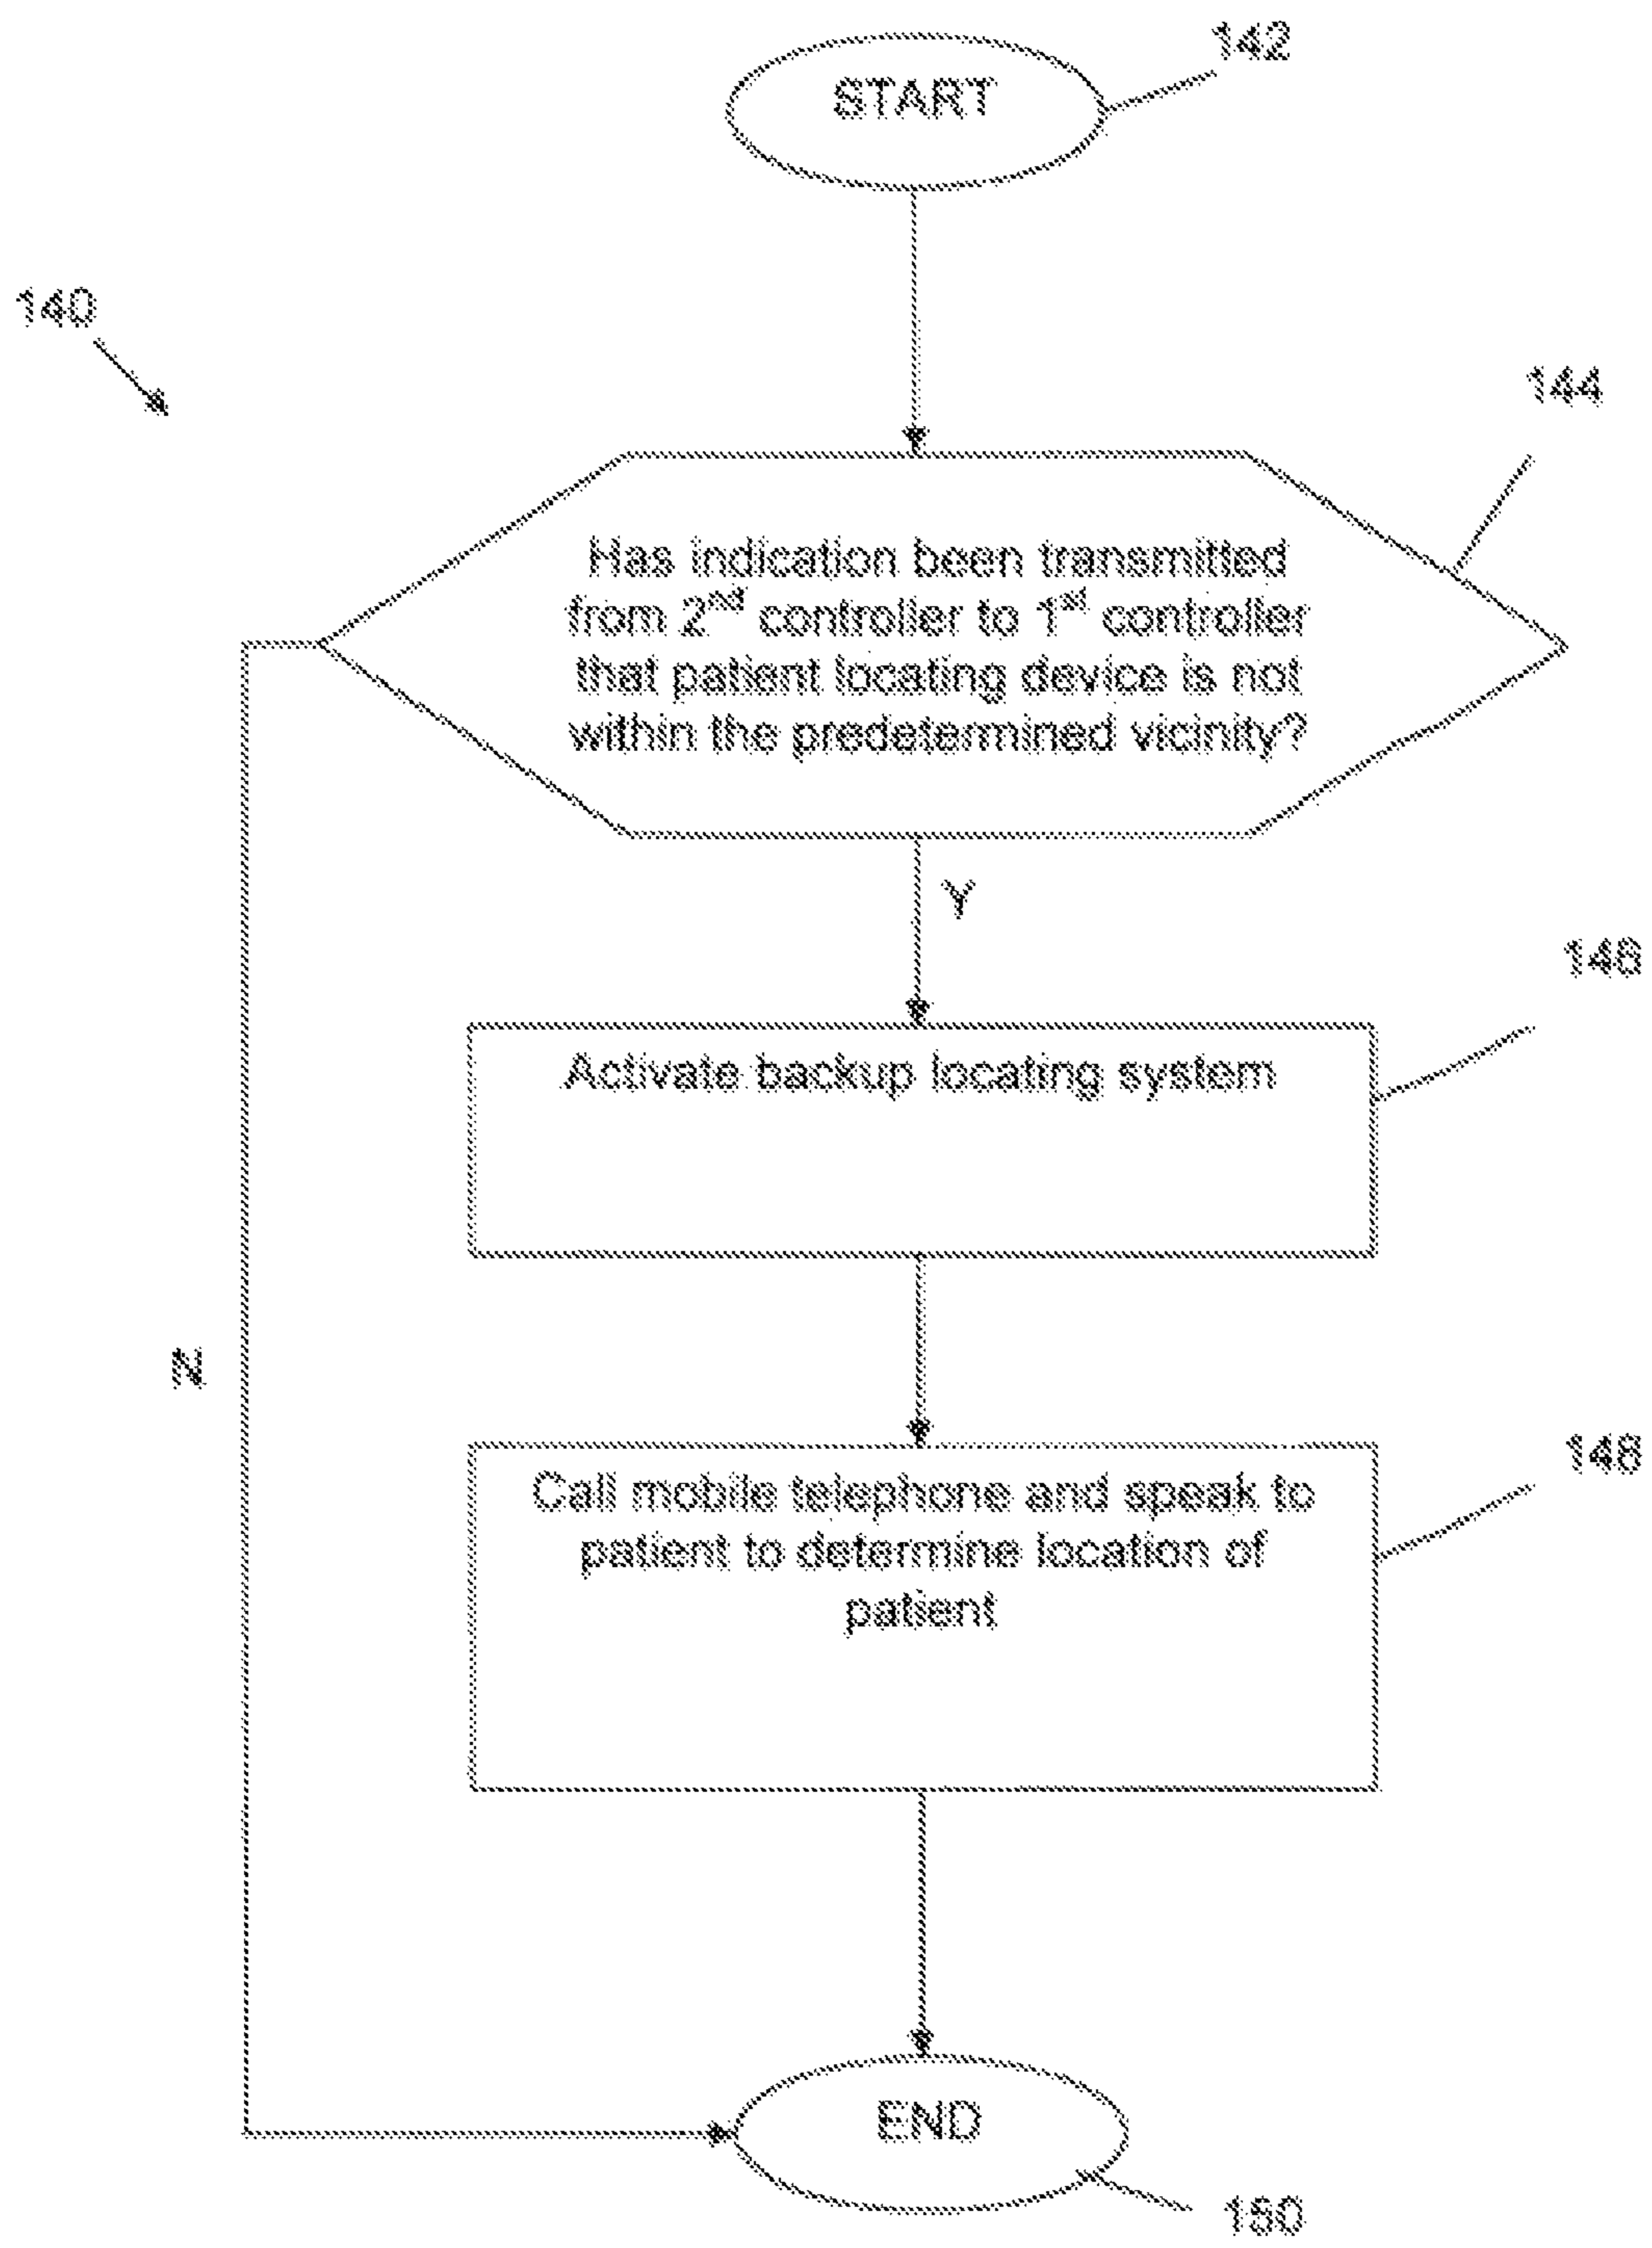 142
START
140
144
Has indication been transmitted
from 2nd controller to 1st controller
that patient locating device is not
within the predetermined vicinity?
Y
146
Activate backup locating system
N
148
Call mobile telephone and speak to
patient to determine location of
patient
END
150